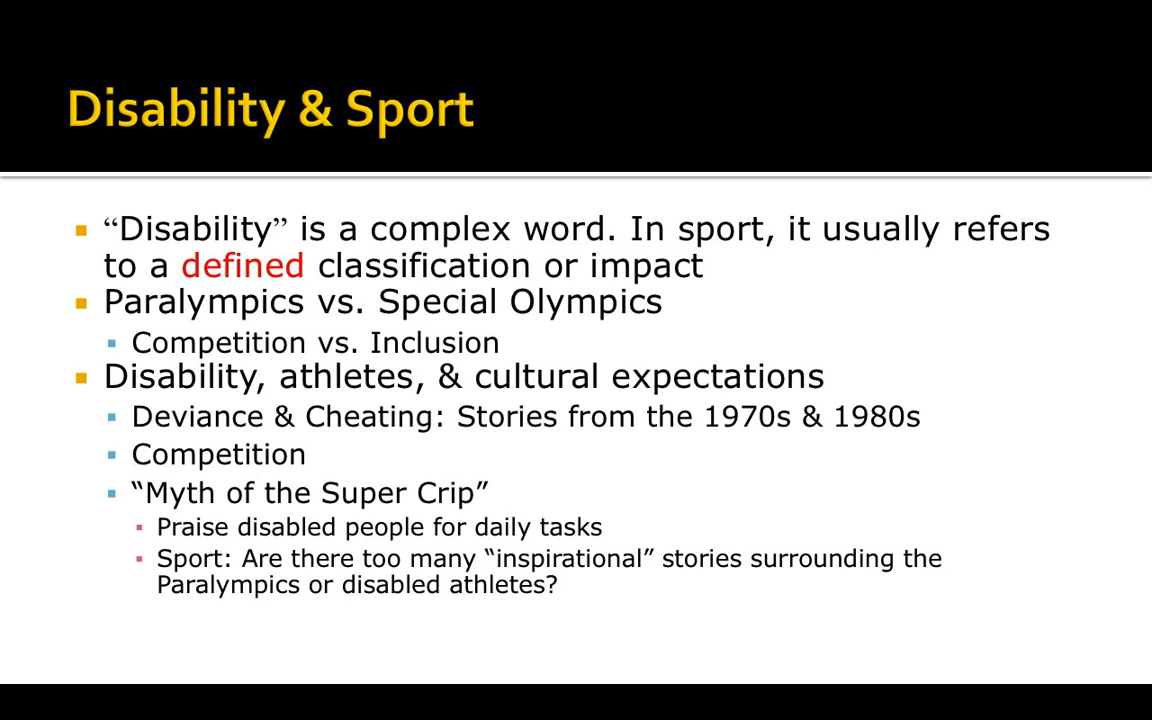 Disability & Sport
“Disability” is a complex word. In sport, it usually refers
to a defined classification or impact
Paralympics vs. Special Olympics
Competition vs. Inclusion
Disability, athletes, & cultural expectations
Deviance & Cheating: Stories from the 1970s & 1980s
Competition
“Myth of the Super Crip”
Praise disabled people for daily tasks
Sport: Are there too many “inspirational” stories surrounding the
Paralympics or disabled athletes?